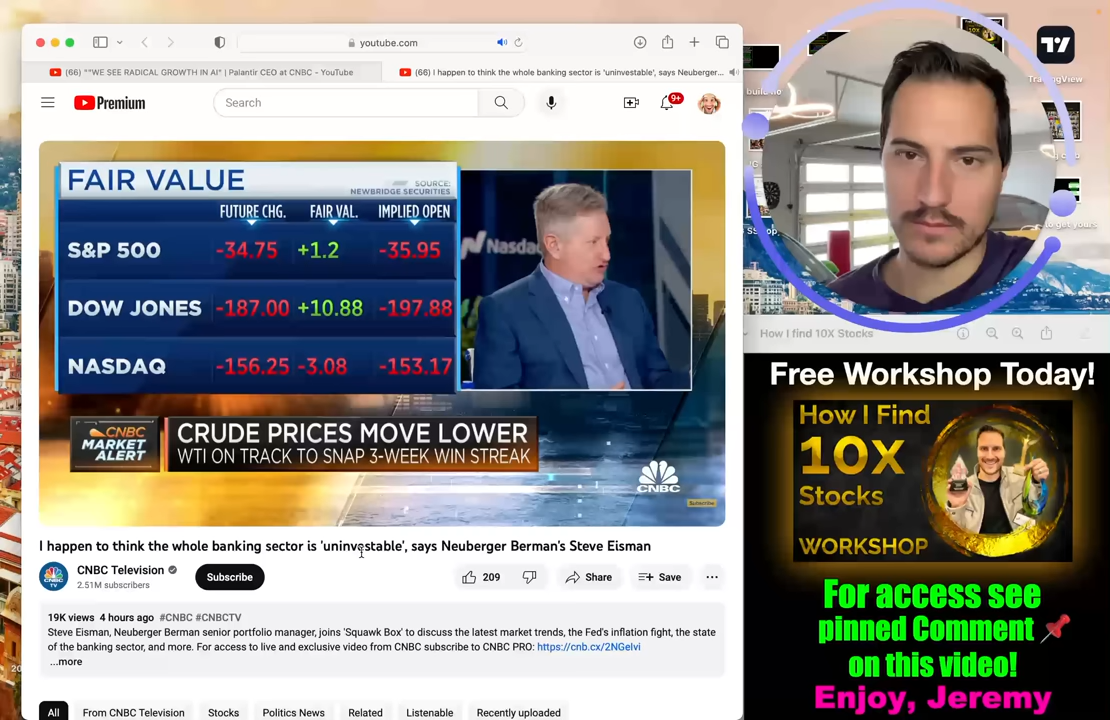 youtube.com
(66) ""WE SEE RADICAL GROWTH IN AI" | Palantir CEO at CNBC - YouTube
(66) I happen to think the whole banking sector is 'uninvestable', says Neuberger...
Premium
Search
9+
FAIR VALUE
SOURCE:
NEWBRIDGE SECURITIES
FUTURE CHG. FAIR VAL. IMPLIED OPEN
S&P 500 -34.75 +1.2 -35.95
DOW JONES -187.00 +10.88 -197.88
NASDAQ -156.25 -3.08 -153.17
Nasdaq
CNBC
MARKET
ALERT
CRUDE PRICES MOVE LOWER
WTI ON TRACK TO SNAP 3-WEEK WIN STREAK
CNBC
Subscribe
I happen to think the whole banking sector is 'uninvestable', says Neuberger Berman's Steve Eisman
CNBC Television
2.51M subscribers
Subscribe
209
Share
Save
19K views 4 hours ago #CNBC #CNBCTV
Steve Eisman, Neuberger Berman senior portfolio manager, joins 'Squawk Box' to discuss the latest market trends, the Fed's inflation fight, the state
of the banking sector, and more. For access to live and exclusive video from CNBC subscribe to CNBC PRO: https://cnb.cx/2NGeIvi
...more
All
From CNBC Television
Stocks
Politics News
Related
Listenable
Recently uploaded
TradingView
to get yours
How I find 10X Stocks
Free Workshop Today!
How I Find
10X
Stocks
WORKSHOP
For access see
pinned Comment 📌
on this video!
Enjoy, Jeremy